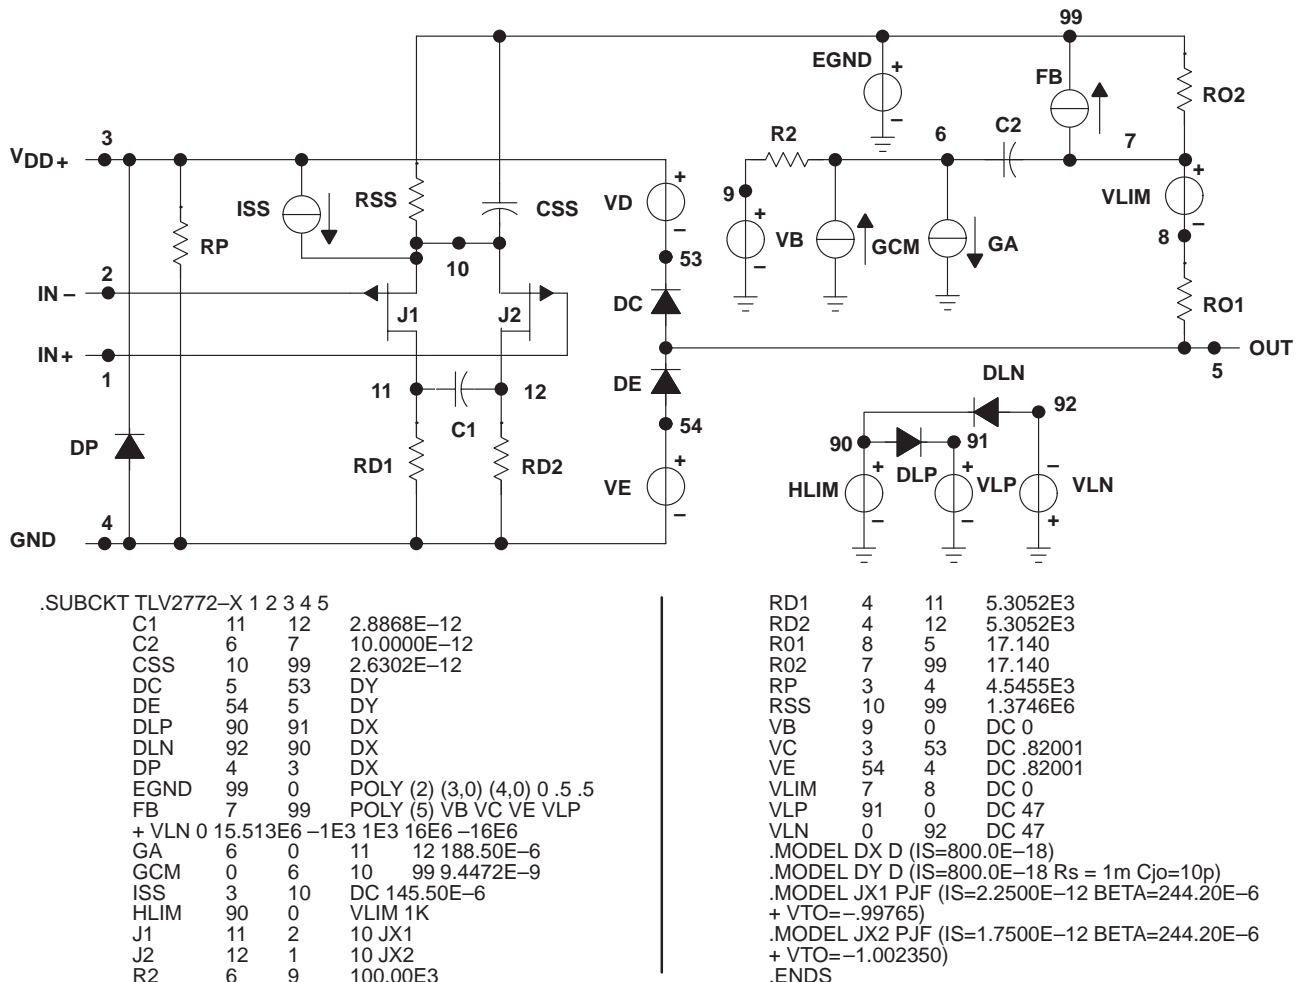 99
EGND
+
FB
RO2
–
R2
6
C2
7
3
VDD+
+
VLIM
–
9
+
VB
–
GCM
GA
8
ISS
RSS
CSS
VD
+
–
RP
10
53
2
IN –
J1
J2
DC
RO1
IN+
1
OUT
5
11
12
DE
DLN
92
C1
54
90
91
DLP
DP
RD1
RD2
VE
+
–
HLIM
+
–
+
VLP
–
–
VLN
+
4
GND
.SUBCKT TLV2772–X 1 2 3 4 5
C1 11 12 2.8868E–12
C2 6 7 10.0000E–12
CSS 10 99 2.6302E–12
DC 5 53 DY
DE 54 5 DY
DLP 90 91 DX
DLN 92 90 DX
DP 4 3 DX
EGND 99 0 POLY (2) (3,0) (4,0) 0 .5 .5
FB 7 99 POLY (5) VB VC VE VLP
+ VLN 0 15.513E6 –1E3 1E3 16E6 –16E6
GA 6 0 11 12 188.50E–6
GCM 0 6 10 99 9.4472E–9
ISS 3 10 DC 145.50E–6
HLIM 90 0 VLIM 1K
J1 11 2 10 JX1
J2 12 1 10 JX2
R2 6 9 100.00E3
RD1 4 11 5.3052E3
RD2 4 12 5.3052E3
R01 8 5 17.140
R02 7 99 17.140
RP 3 4 4.5455E3
RSS 10 99 1.3746E6
VB 9 0 DC 0
VC 3 53 DC .82001
VE 54 4 DC .82001
VLIM 7 8 DC 0
VLP 91 0 DC 47
VLN 0 92 DC 47
.MODEL DX D (IS=800.0E–18)
.MODEL DY D (IS=800.0E–18 Rs = 1m Cjo=10p)
.MODEL JX1 PJF (IS=2.2500E–12 BETA=244.20E–6
+ VTO=–.99765)
.MODEL JX2 PJF (IS=1.7500E–12 BETA=244.20E–6
+ VTO=–1.002350)
.ENDS